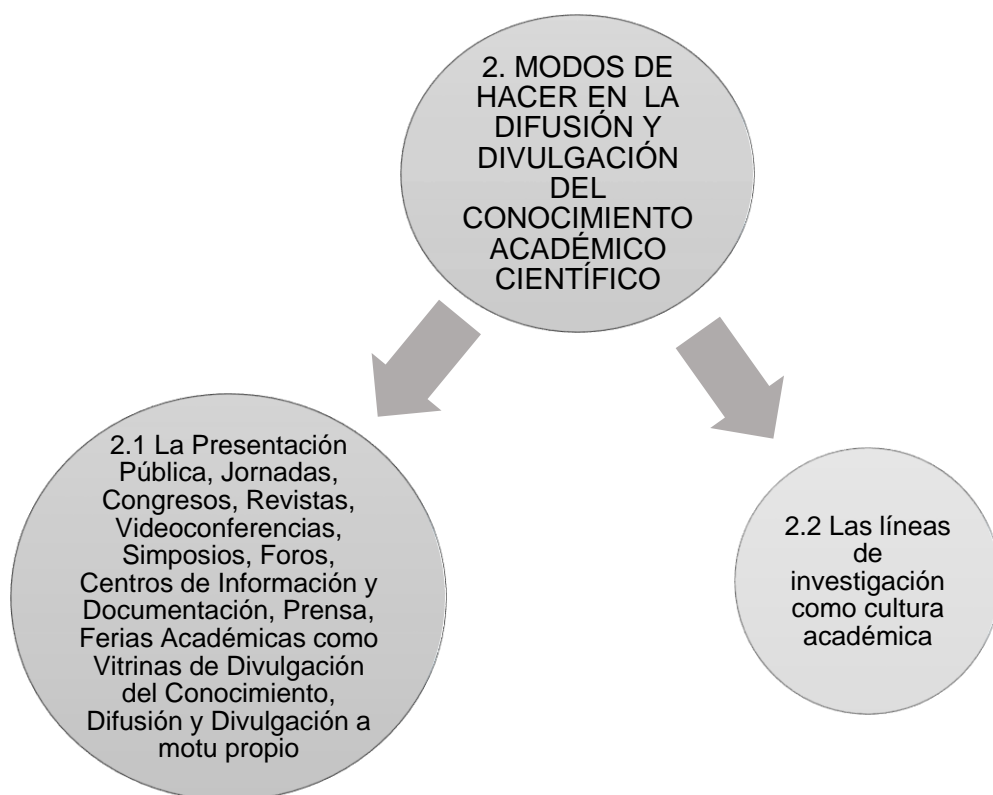 2. MODOS DE
HACER EN LA
DIFUSIÓN Y
DIVULGACIÓN
DEL
CONOCIMIENTO
ACADÉMICO
CIENTÍFICO
2.1 La Presentación
Pública, Jornadas,
Congresos, Revistas,
Videoconferencias,
Simposios, Foros,
Centros de Información y
Documentación, Prensa,
Ferias Académicas como
Vitrinas de Divulgación
del Conocimiento,
Difusión y Divulgación a
motu propio
2.2 Las líneas
de
investigación
como cultura
académica